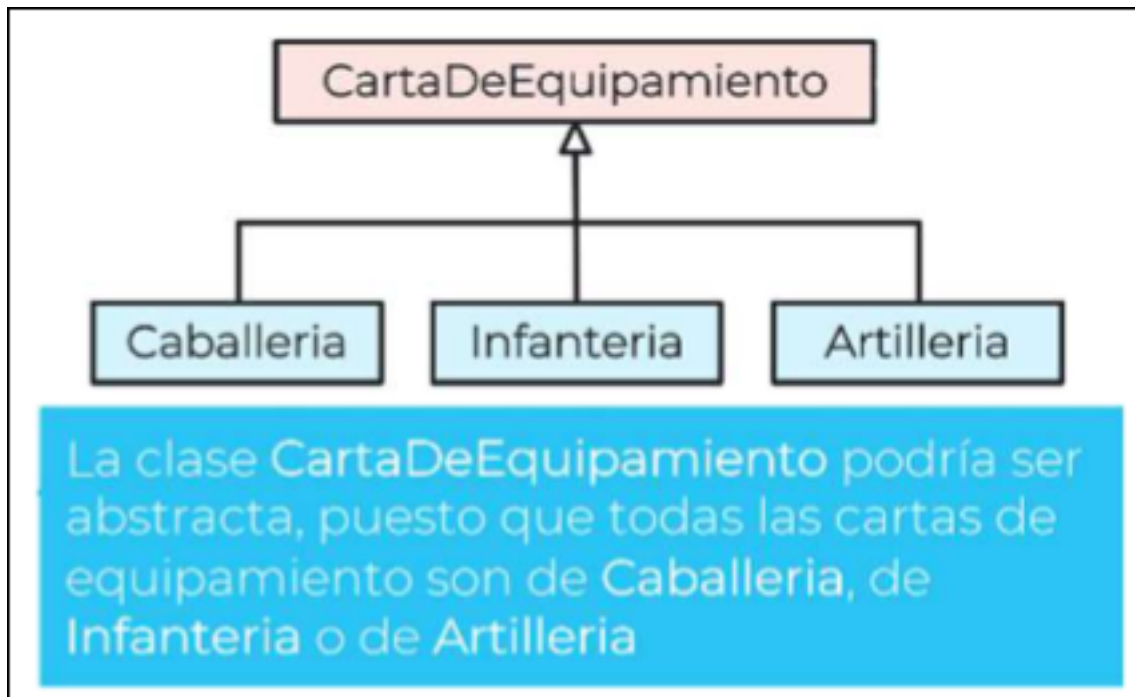 CartaDeEquipamiento
Caballeria
Infanteria
Artilleria
La clase CartaDeEquipamiento podría ser
abstracta, puesto que todas las cartas de
equipamiento son de Caballeria, de
Infanteria o de Artilleria